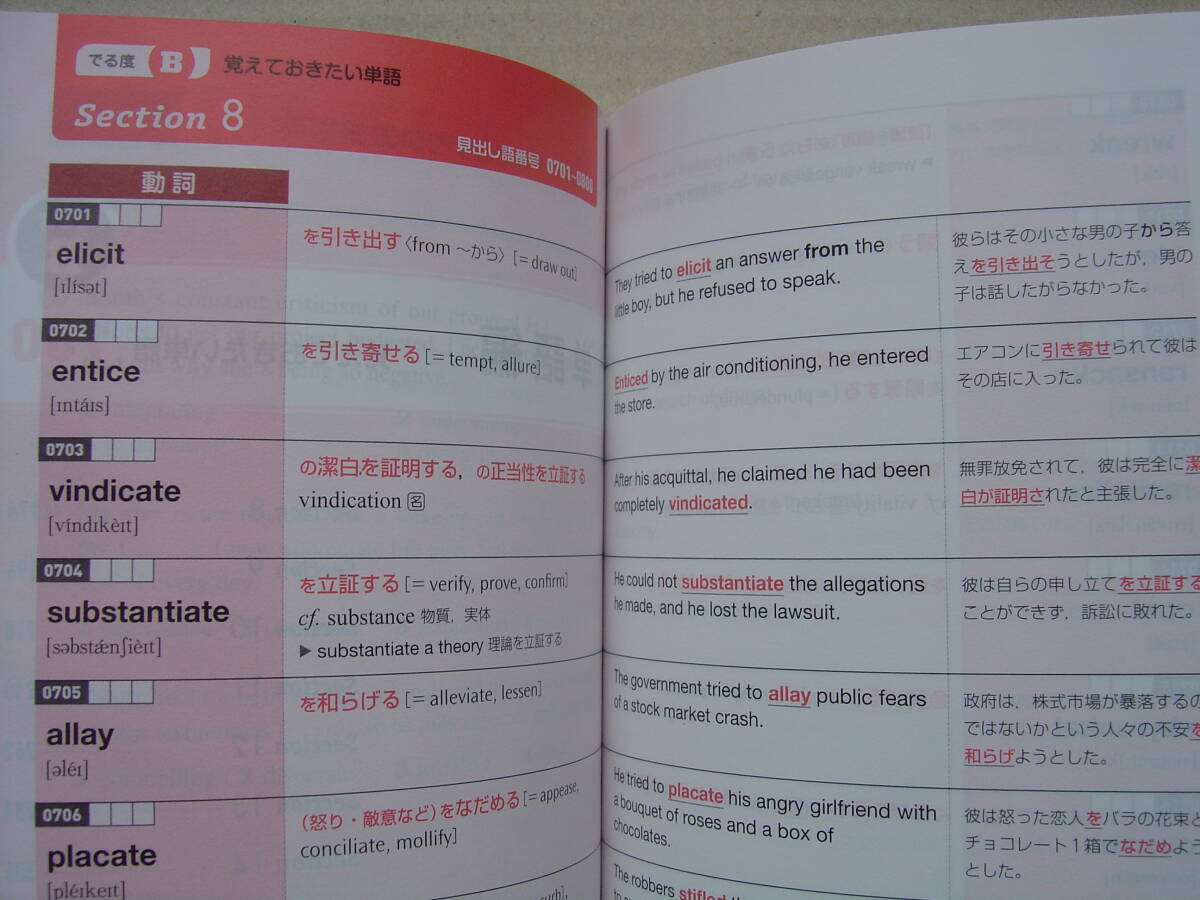 でる度 B 覚えておきたい単語
Section 8
見出し語番号 0701~0800
動詞
0701
elicit
[ɪlísət]
を引き出す〈from ～から〉[= draw out]
They tried to elicit an answer from the
little boy, but he refused to speak.
彼らはその小さな男の子から答
えを引き出そうとしたが，男の
子は話したがらなかった。
0702
entice
[ɪntáɪs]
を引き寄せる [= tempt, allure]
Enticed by the air conditioning, he entered
the store.
エアコンに引き寄せられて彼は
その店に入った。
0703
vindicate
[víndɪkèɪt]
の潔白を証明する，の正当性を立証する
vindication 名
After his acquittal, he claimed he had been
completely vindicated.
無罪放免されて，彼は完全に潔
白が証明されたと主張した。
0704
substantiate
[səbstǽnʃièɪt]
を立証する [= verify, prove, confirm]
cf. substance 物質，実体
▶ substantiate a theory 理論を立証する
He could not substantiate the allegations
he made, and he lost the lawsuit.
彼は自らの申し立てを立証する
ことができず，訴訟に敗れた。
0705
allay
[əléɪ]
を和らげる [= alleviate, lessen]
The government tried to allay public fears
of a stock market crash.
政府は，株式市場が暴落するの
ではないかという人々の不安を
和らげようとした。
0706
placate
[pléɪkeɪt]
（怒り・敵意など）をなだめる [= appease,
conciliate, mollify]
He tried to placate his angry girlfriend with
a bouquet of roses and a box of
chocolates.
彼は怒った恋人をバラの花束と
チョコレート1箱でなだめよう
とした。
The robbers stifled